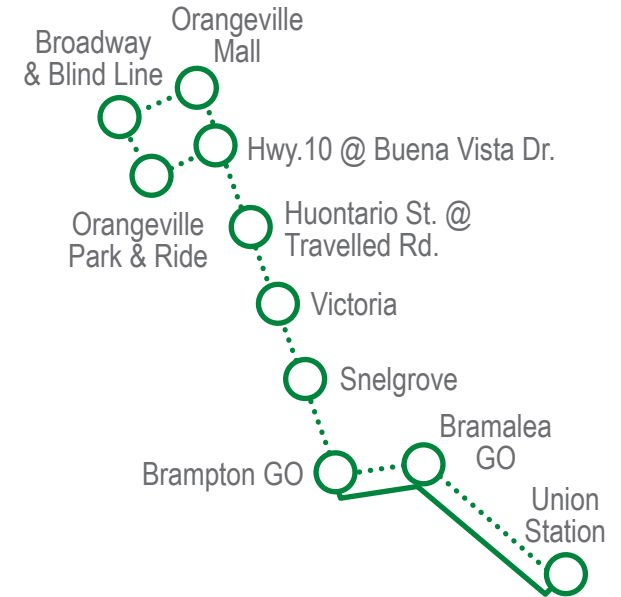 Orangeville
Mall
Broadway
& Blind Line
Hwy.10 @ Buena Vista Dr.
Orangeville
Park & Ride
Huontario St. @
Travelled Rd.
Victoria
Snelgrove
Bramalea
GO
Brampton GO
Union
Station